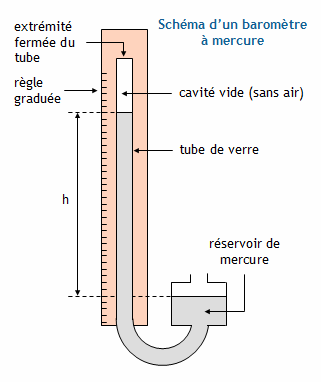 Schéma d'un baromètre
à mercure
extrémité
fermée du
tube
règle
graduée
cavité vide (sans air)
tube de verre
h
réservoir de
mercure